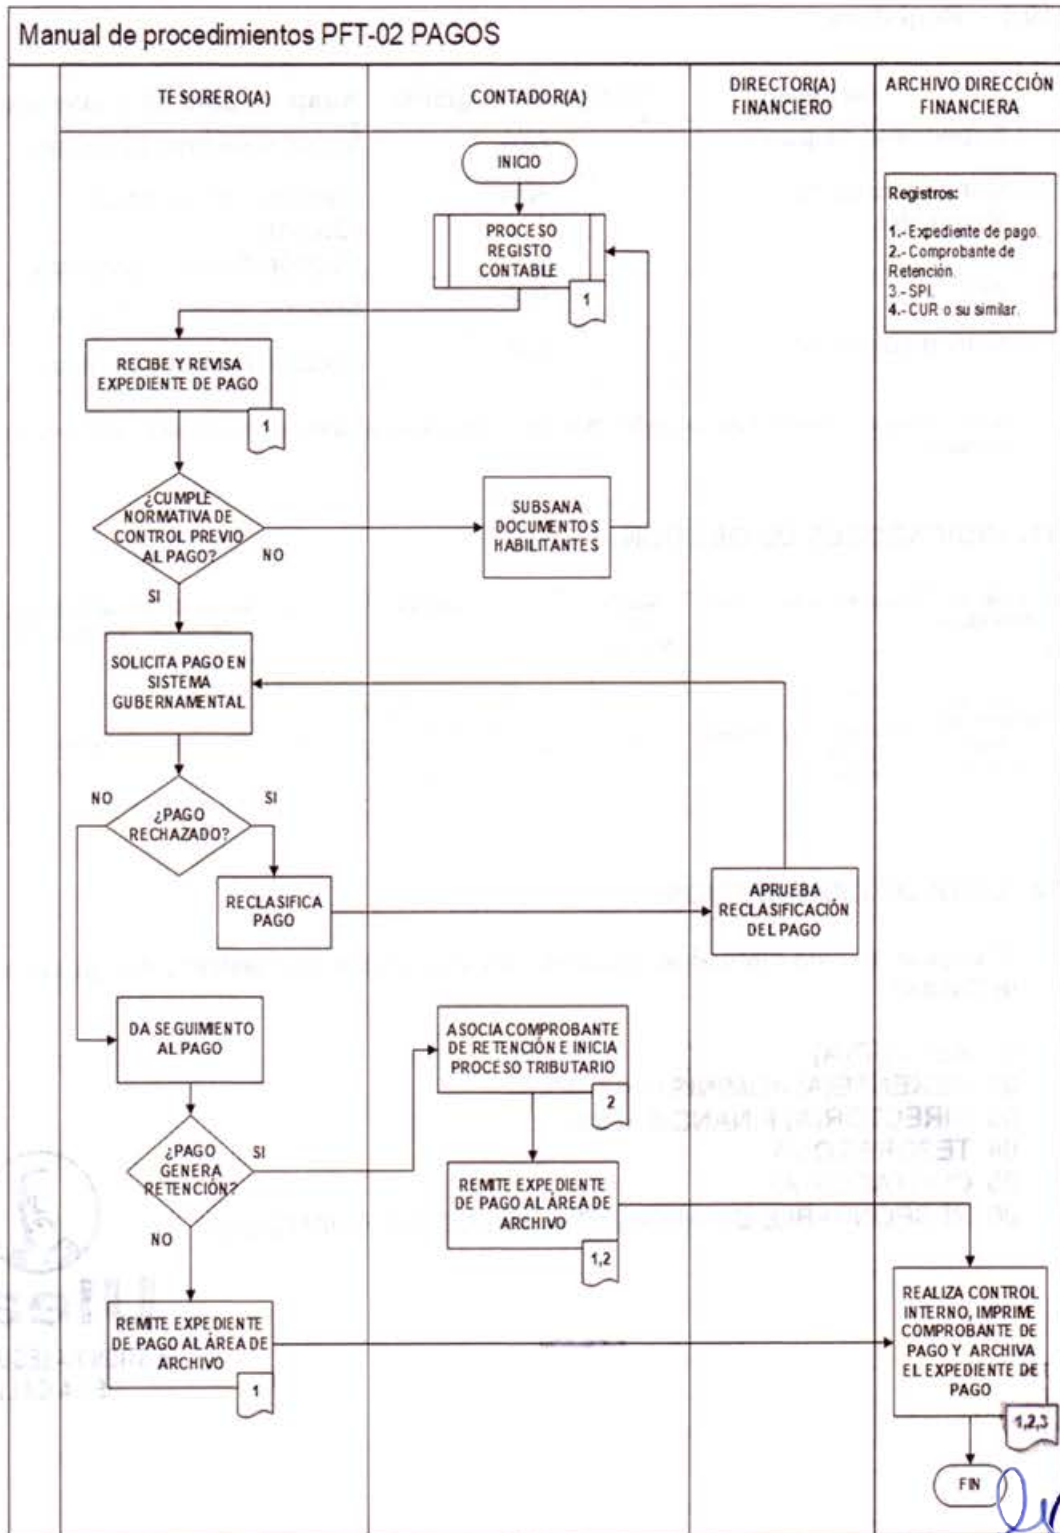 Manual de procedimientos PFT-02 PAGOS
TESORERO(A)
CONTADOR(A)
DIRECTOR(A)
FINANCIERO
ARCHIVO DIRECCIÓN
FINANCIERA
INICIO
PROCESO
REGISTO
CONTABLE
1
Registros:
1.- Expediente de pago.
2.- Comprobante de
Retención.
3.- SPI.
4.- CUR o su similar.
RECIBE Y REVISA
EXPEDIENTE DE PAGO
1
¿CUMPLE
NORMATIVA DE
CONTROL PREVIO
AL PAGO?
NO
SI
SUBSANA
DOCUMENTOS
HABILITANTES
SOLICITA PAGO EN
SISTEMA
GUBERNAMENTAL
NO
SI
¿PAGO
RECHAZADO?
RECLASIFICA
PAGO
APRUEBA
RECLASIFICACIÓN
DEL PAGO
DA SEGUIMIENTO
AL PAGO
ASOCIA COMPROBANTE
DE RETENCIÓN E INICIA
PROCESO TRIBUTARIO
2
¿PAGO
GENERA
RETENCIÓN?
SI
NO
REMITE EXPEDIENTE
DE PAGO AL ÁREA DE
ARCHIVO
1,2
REMITE EXPEDIENTE
DE PAGO AL ÁREA DE
ARCHIVO
1
REALIZA CONTROL
INTERNO, IMPRIME
COMPROBANTE DE
PAGO Y ARCHIVA
EL EXPEDIENTE DE
PAGO
1,2,3
FIN